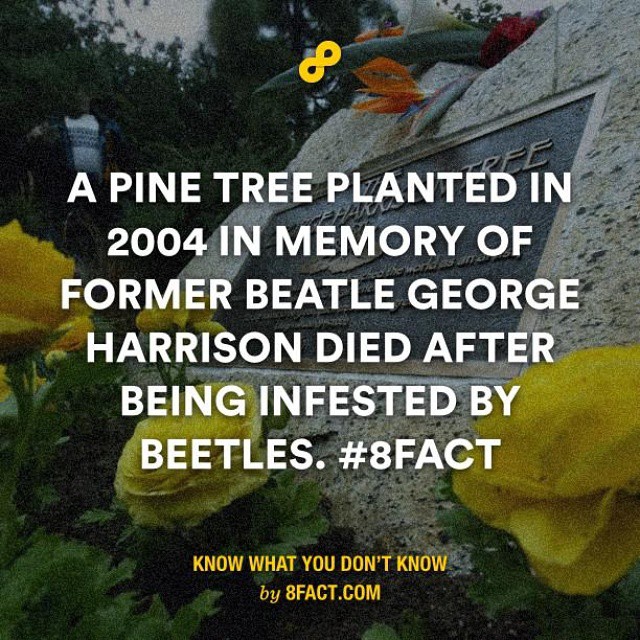 TREE
A PINE TREE PLANTED IN
2004 IN MEMORY OF
FORMER BEATLE GEORGE
HARRISON DIED AFTER
BEING INFESTED BY
BEETLES. #8FACT
KNOW WHAT YOU DON'T KNOW
by 8FACT.COM